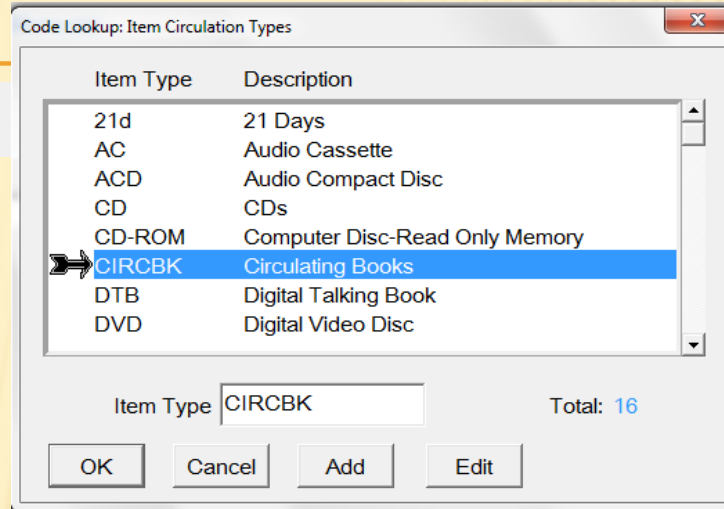 Code Lookup: Item Circulation Types
Item Type Description
21d 21 Days
AC Audio Cassette
ACD Audio Compact Disc
CD CDs
CD-ROM Computer Disc-Read Only Memory
CIRCBK Circulating Books
DTB Digital Talking Book
DVD Digital Video Disc
Item Type CIRCBK Total: 16
OK Cancel Add Edit